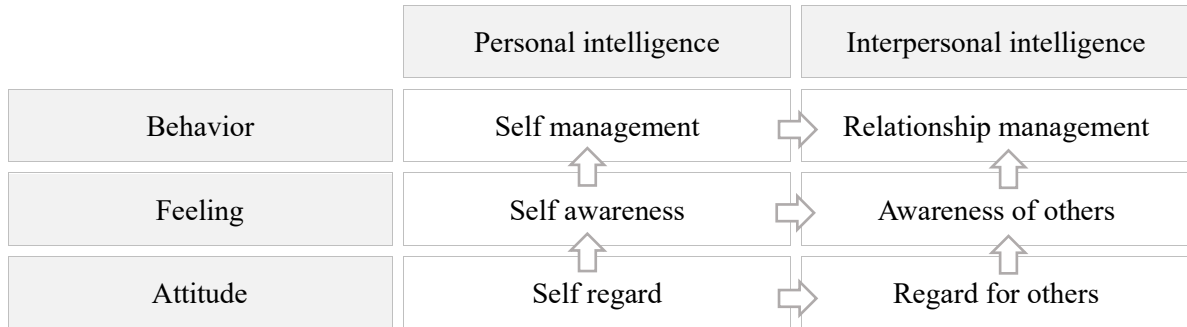 Personal intelligence
Interpersonal intelligence
Behavior
Self management
Relationship management
Feeling
Self awareness
Awareness of others
Attitude
Self regard
Regard for others